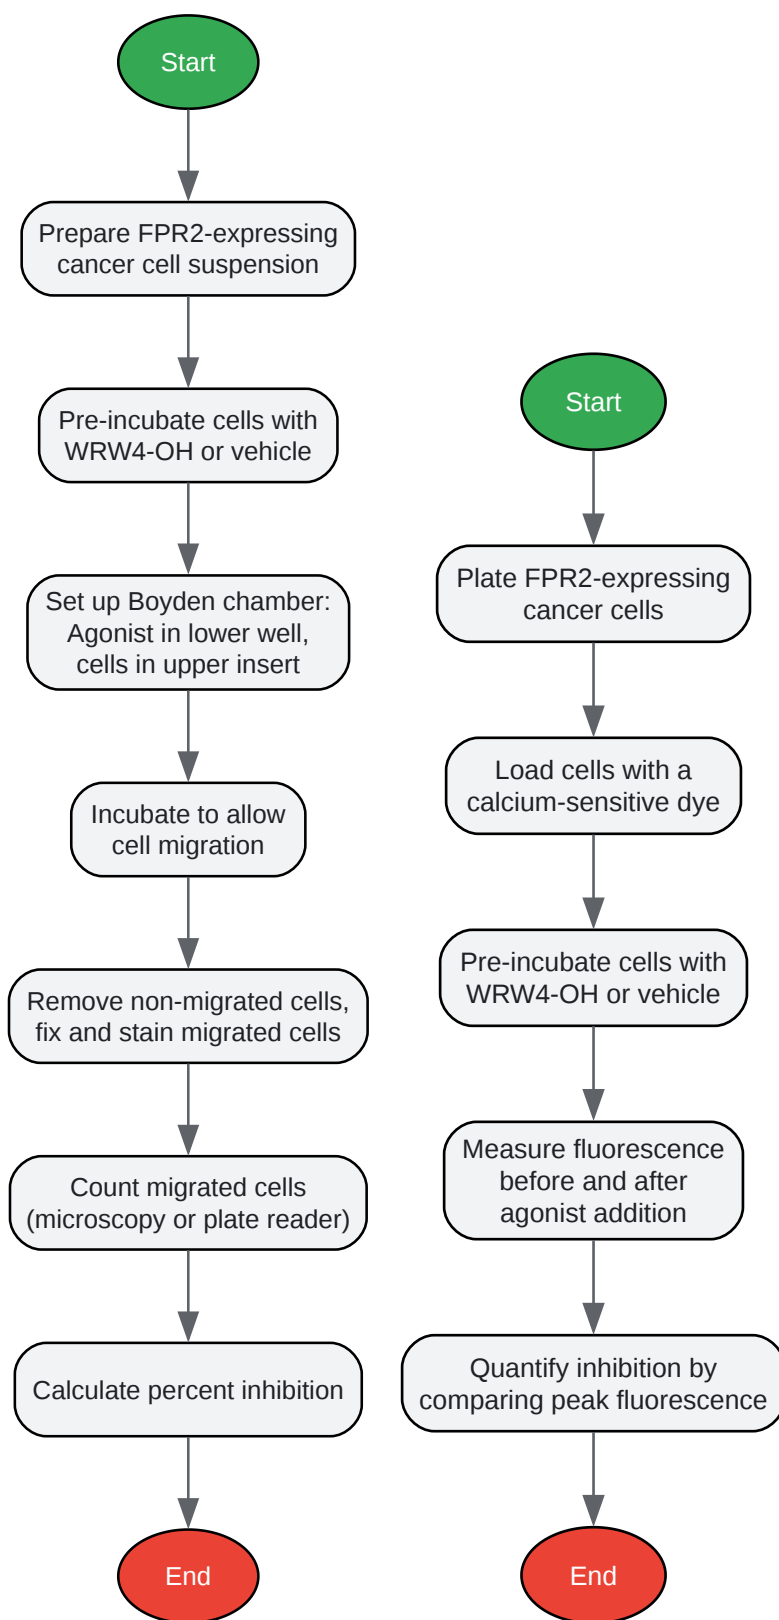 Start
Prepare FPR2-expressing
cancer cell suspension
Pre-incubate cells with
WRW4-OH or vehicle
Set up Boyden chamber:
Agonist in lower well,
cells in upper insert
Incubate to allow
cell migration
Remove non-migrated cells,
fix and stain migrated cells
Count migrated cells
(microscopy or plate reader)
Calculate percent inhibition
End
Start
Plate FPR2-expressing
cancer cells
Load cells with a
calcium-sensitive dye
Pre-incubate cells with
WRW4-OH or vehicle
Measure fluorescence
before and after
agonist addition
Quantify inhibition by
comparing peak fluorescence
End